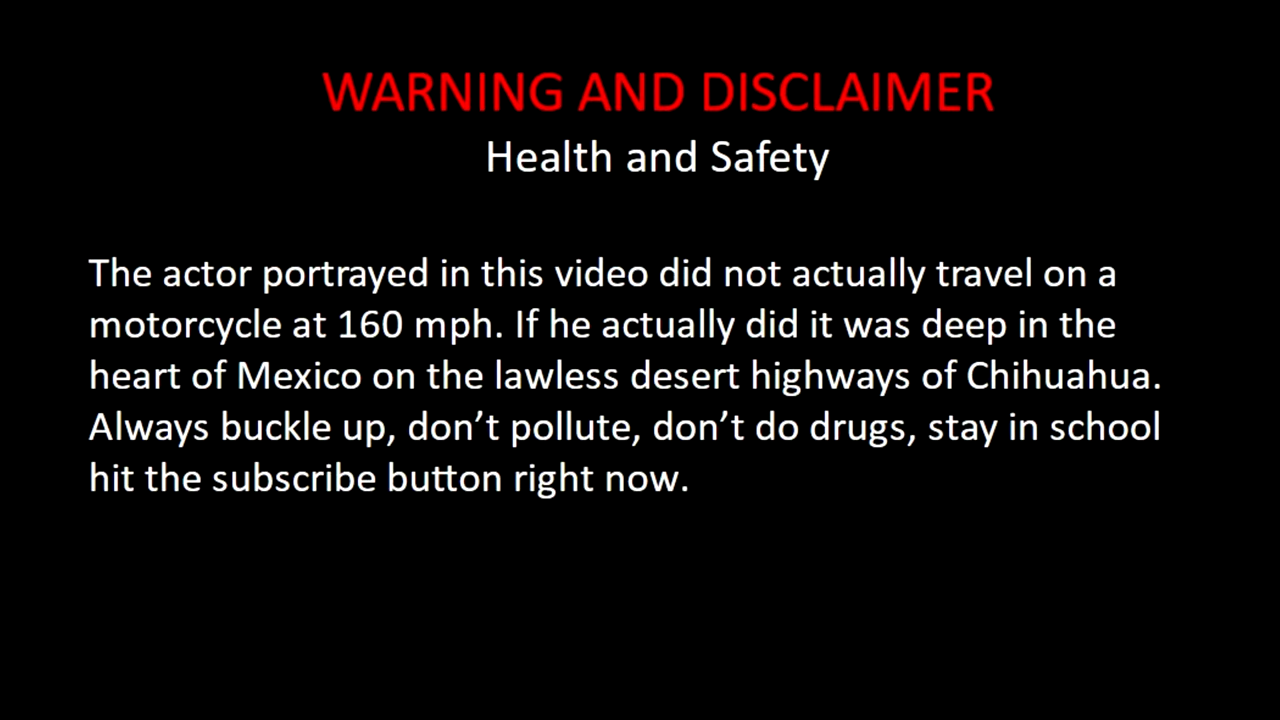 WARNING AND DISCLAIMER
Health and Safety
The actor portrayed in this video did not actually travel on a
motorcycle at 160 mph. If he actually did it was deep in the
heart of Mexico on the lawless desert highways of Chihuahua.
Always buckle up, don’t pollute, don’t do drugs, stay in school
hit the subscribe button right now.